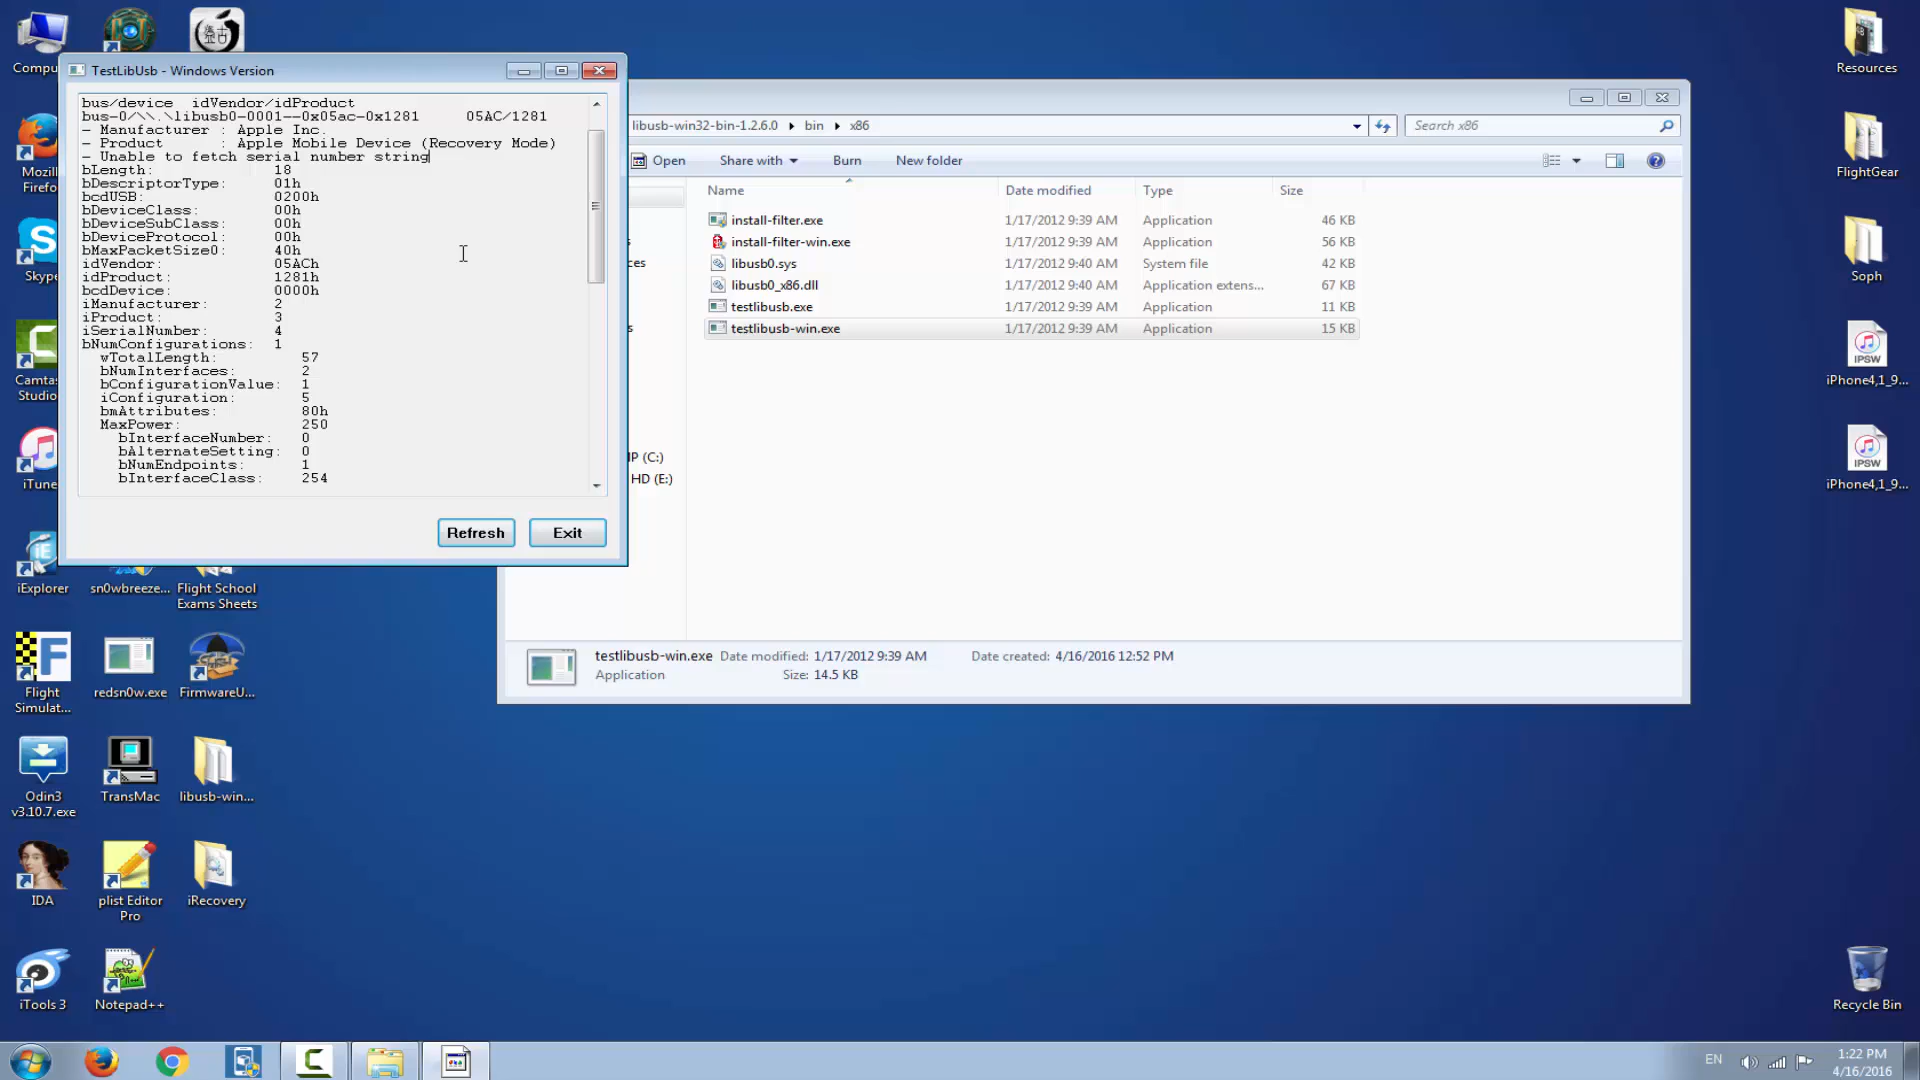 Compu
Mozill
Firefo
Skype
Camtas
Studio
iTune
iExplorer
sn0wbreeze...
Flight School
Exams Sheets
Flight
Simulat...
redsn0w.exe
FirmwareU...
Odin3
v3.10.7.exe
TransMac
libusb-win...
IDA
plist Editor
Pro
iRecovery
iTools 3
Notepad++
TestLibUsb - Windows Version
bus/device  idVendor/idProduct
bus-0/\\.\libusb0-0001--0x05ac-0x1281     05AC/1281
- Manufacturer : Apple Inc.
- Product      : Apple Mobile Device (Recovery Mode)
- Unable to fetch serial number string
bLength: 18
bDescriptorType: 01h
bcdUSB: 0200h
bDeviceClass: 00h
bDeviceSubClass: 00h
bDeviceProtocol: 00h
bMaxPacketSize0: 40h
idVendor: 05ACh
idProduct: 1281h
bcdDevice: 0000h
iManufacturer: 2
iProduct: 3
iSerialNumber: 4
bNumConfigurations: 1
wTotalLength: 57
bNumInterfaces: 2
bConfigurationValue: 1
iConfiguration: 5
bmAttributes: 80h
MaxPower: 250
bInterfaceNumber: 0
bAlternateSetting: 0
bNumEndpoints: 1
bInterfaceClass: 254
Refresh
Exit
libusb-win32-bin-1.2.6.0 bin x86
Search x86
Open Share with Burn New folder
Name Date modified Type Size
install-filter.exe 1/17/2012 9:39 AM Application 46 KB
install-filter-win.exe 1/17/2012 9:39 AM Application 56 KB
libusb0.sys 1/17/2012 9:40 AM System file 42 KB
libusb0_x86.dll 1/17/2012 9:40 AM Application extens... 67 KB
testlibusb.exe 1/17/2012 9:39 AM Application 11 KB
testlibusb-win.exe 1/17/2012 9:39 AM Application 15 KB
s
ces
s
IP (C:)
HD (E:)
testlibusb-win.exe Date modified: 1/17/2012 9:39 AM Date created: 4/16/2016 12:52 PM
Application Size: 14.5 KB
Resources
FlightGear
Soph
IPSW
iPhone4,1_9...
IPSW
iPhone4,1_9...
Recycle Bin
EN
1:22 PM
4/16/2016